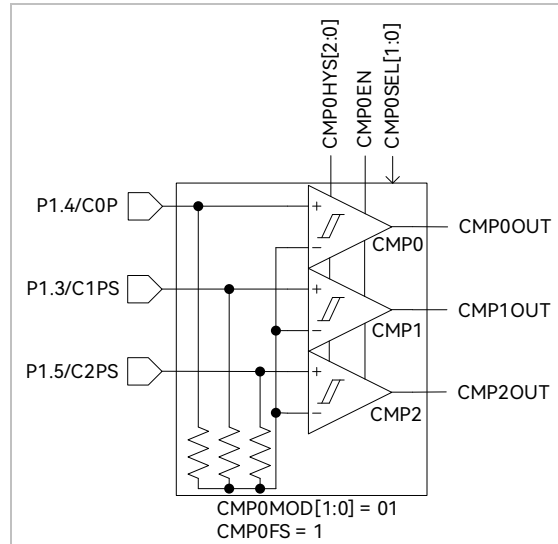 CMP0HYS[2:0]
CMP0EN
CMP0SEL[1:0]
P1.4/C0P
+
−
CMP0
CMP0OUT
P1.3/C1PS
+
−
CMP1
CMP1OUT
P1.5/C2PS
+
−
CMP2
CMP2OUT
CMP0MOD[1:0] = 01
CMP0FS = 1